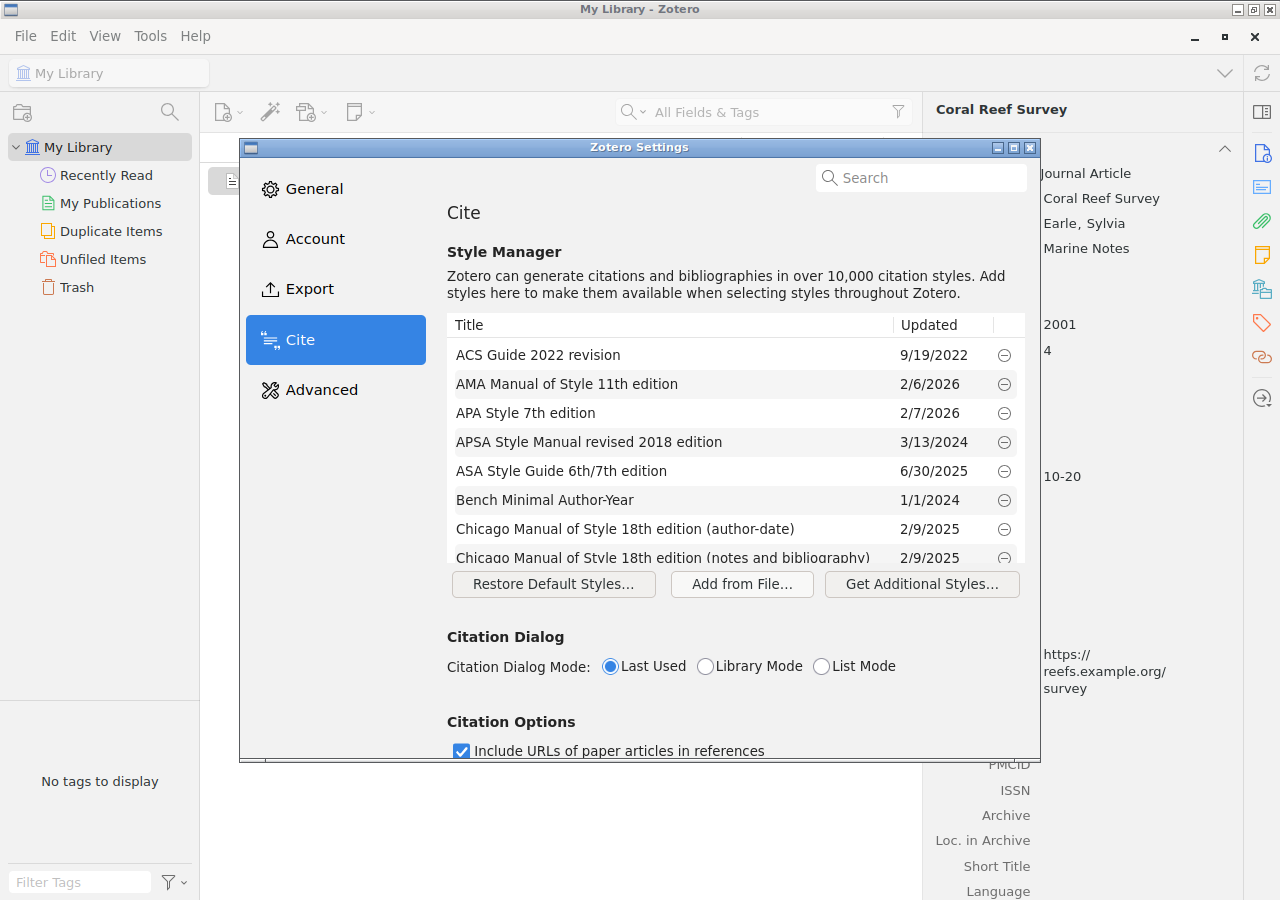 My Library - Zotero
File Edit View Tools Help
My Library
All Fields & Tags
My Library
Recently Read
My Publications
Duplicate Items
Unfiled Items
Trash
No tags to display
Filter Tags
Zotero Settings
General
Account
Export
Cite
Advanced
Search
Cite
Style Manager
Zotero can generate citations and bibliographies in over 10,000 citation styles. Add
styles here to make them available when selecting styles throughout Zotero.
Title Updated
ACS Guide 2022 revision 9/19/2022
AMA Manual of Style 11th edition 2/6/2026
APA Style 7th edition 2/7/2026
APSA Style Manual revised 2018 edition 3/13/2024
ASA Style Guide 6th/7th edition 6/30/2025
Bench Minimal Author-Year 1/1/2024
Chicago Manual of Style 18th edition (author-date) 2/9/2025
Chicago Manual of Style 18th edition (notes and bibliography) 2/9/2025
Restore Default Styles... Add from File... Get Additional Styles...
Citation Dialog
Citation Dialog Mode: Last Used Library Mode List Mode
Citation Options
Include URLs of paper articles in references
Coral Reef Survey
Journal Article
Coral Reef Survey
Earle, Sylvia
Marine Notes
2001
4
10-20
https://
reefs.example.org/
survey
PMCID
ISSN
Archive
Loc. in Archive
Short Title
Language